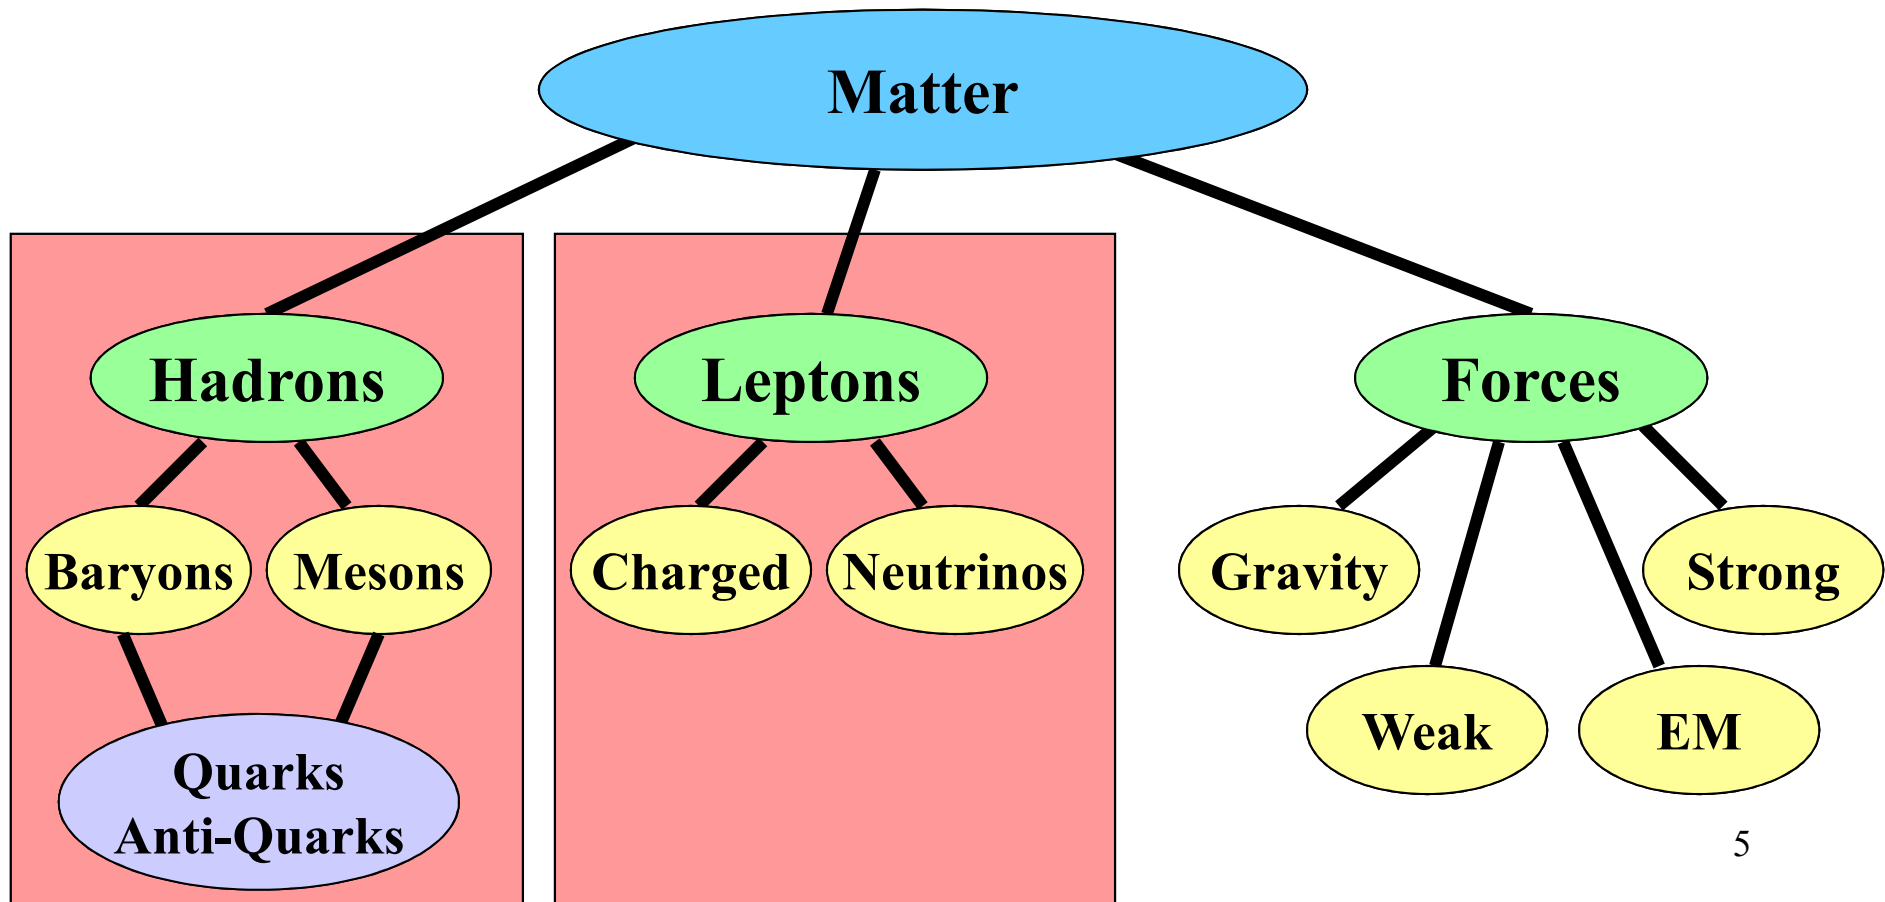 Matter
Hadrons
Leptons
Forces
Baryons
Mesons
Charged
Neutrinos
Gravity
Strong
Weak
EM
Quarks
Anti-Quarks
5